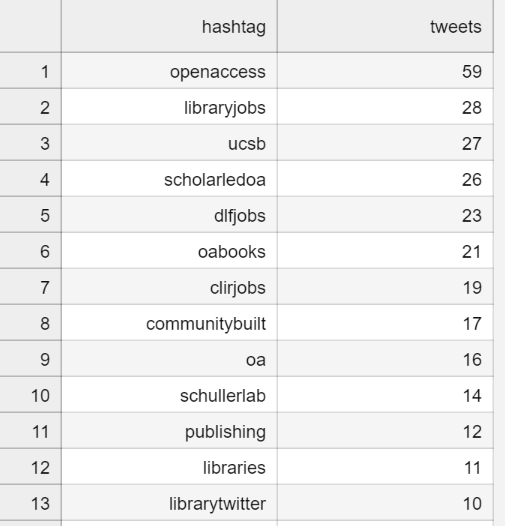 hashtag tweets
1 openaccess 59
2 libraryjobs 28
3 ucsb 27
4 scholarledoa 26
5 dlfjobs 23
6 oabooks 21
7 clirjobs 19
8 communitybuilt 17
9 oa 16
10 schullerlab 14
11 publishing 12
12 libraries 11
13 librarytwitter 10